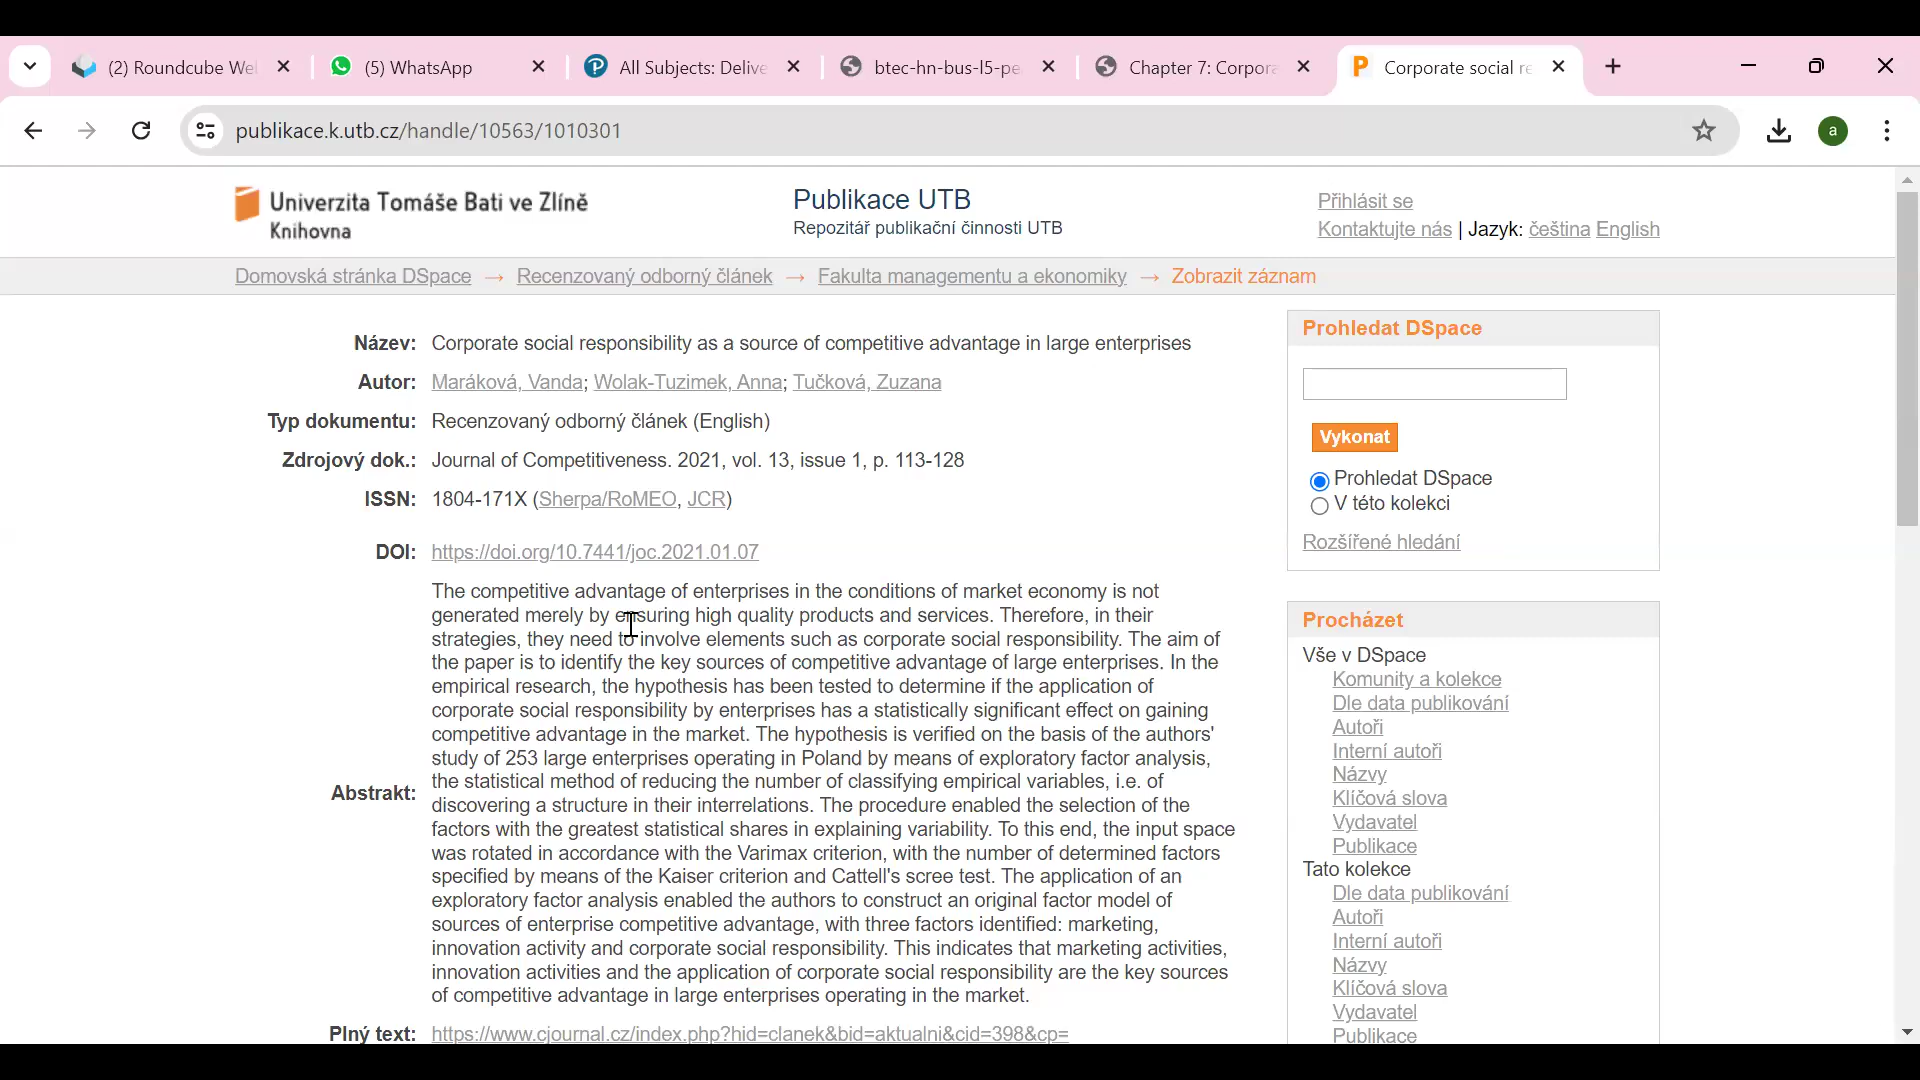 (2) Roundcube We
(5) WhatsApp
All Subjects: Delive
btec-hn-bus-l5-pe
Chapter 7: Corpora
Corporate social re
publikace.k.utb.cz/handle/10563/1010301
a
Univerzita Tomáše Bati ve Zlíně
Knihovna
Publikace UTB
Repozitář publikační činnosti UTB
Přihlásit se
Kontaktujte nás | Jazyk: čeština English
Domovská stránka DSpace → Recenzovaný odborný článek → Fakulta managementu a ekonomiky → Zobrazit záznam
Název: Corporate social responsibility as a source of competitive advantage in large enterprises
Autor: Maráková, Vanda; Wolak-Tuzimek, Anna; Tučková, Zuzana
Typ dokumentu: Recenzovaný odborný článek (English)
Zdrojový dok.: Journal of Competitiveness. 2021, vol. 13, issue 1, p. 113-128
ISSN: 1804-171X (Sherpa/RoMEO, JCR)
DOI: https://doi.org/10.7441/joc.2021.01.07
Abstrakt:
The competitive advantage of enterprises in the conditions of market economy is not
generated merely by ensuring high quality products and services. Therefore, in their
strategies, they need to involve elements such as corporate social responsibility. The aim of
the paper is to identify the key sources of competitive advantage of large enterprises. In the
empirical research, the hypothesis has been tested to determine if the application of
corporate social responsibility by enterprises has a statistically significant effect on gaining
competitive advantage in the market. The hypothesis is verified on the basis of the authors'
study of 253 large enterprises operating in Poland by means of exploratory factor analysis,
the statistical method of reducing the number of classifying empirical variables, i.e. of
discovering a structure in their interrelations. The procedure enabled the selection of the
factors with the greatest statistical shares in explaining variability. To this end, the input space
was rotated in accordance with the Varimax criterion, with the number of determined factors
specified by means of the Kaiser criterion and Cattell's scree test. The application of an
exploratory factor analysis enabled the authors to construct an original factor model of
sources of enterprise competitive advantage, with three factors identified: marketing,
innovation activity and corporate social responsibility. This indicates that marketing activities,
innovation activities and the application of corporate social responsibility are the key sources
of competitive advantage in large enterprises operating in the market.
Plný text: https://www.cjournal.cz/index.php?hid=clanek&bid=aktualni&cid=398&cp=
Prohledat DSpace
Vykonat
Prohledat DSpace
V této kolekci
Rozšířené hledání
Procházet
Vše v DSpace
Komunity a kolekce
Dle data publikování
Autoři
Interní autoři
Názvy
Klíčová slova
Vydavatel
Publikace
Tato kolekce
Dle data publikování
Autoři
Interní autoři
Názvy
Klíčová slova
Vydavatel
Publikace